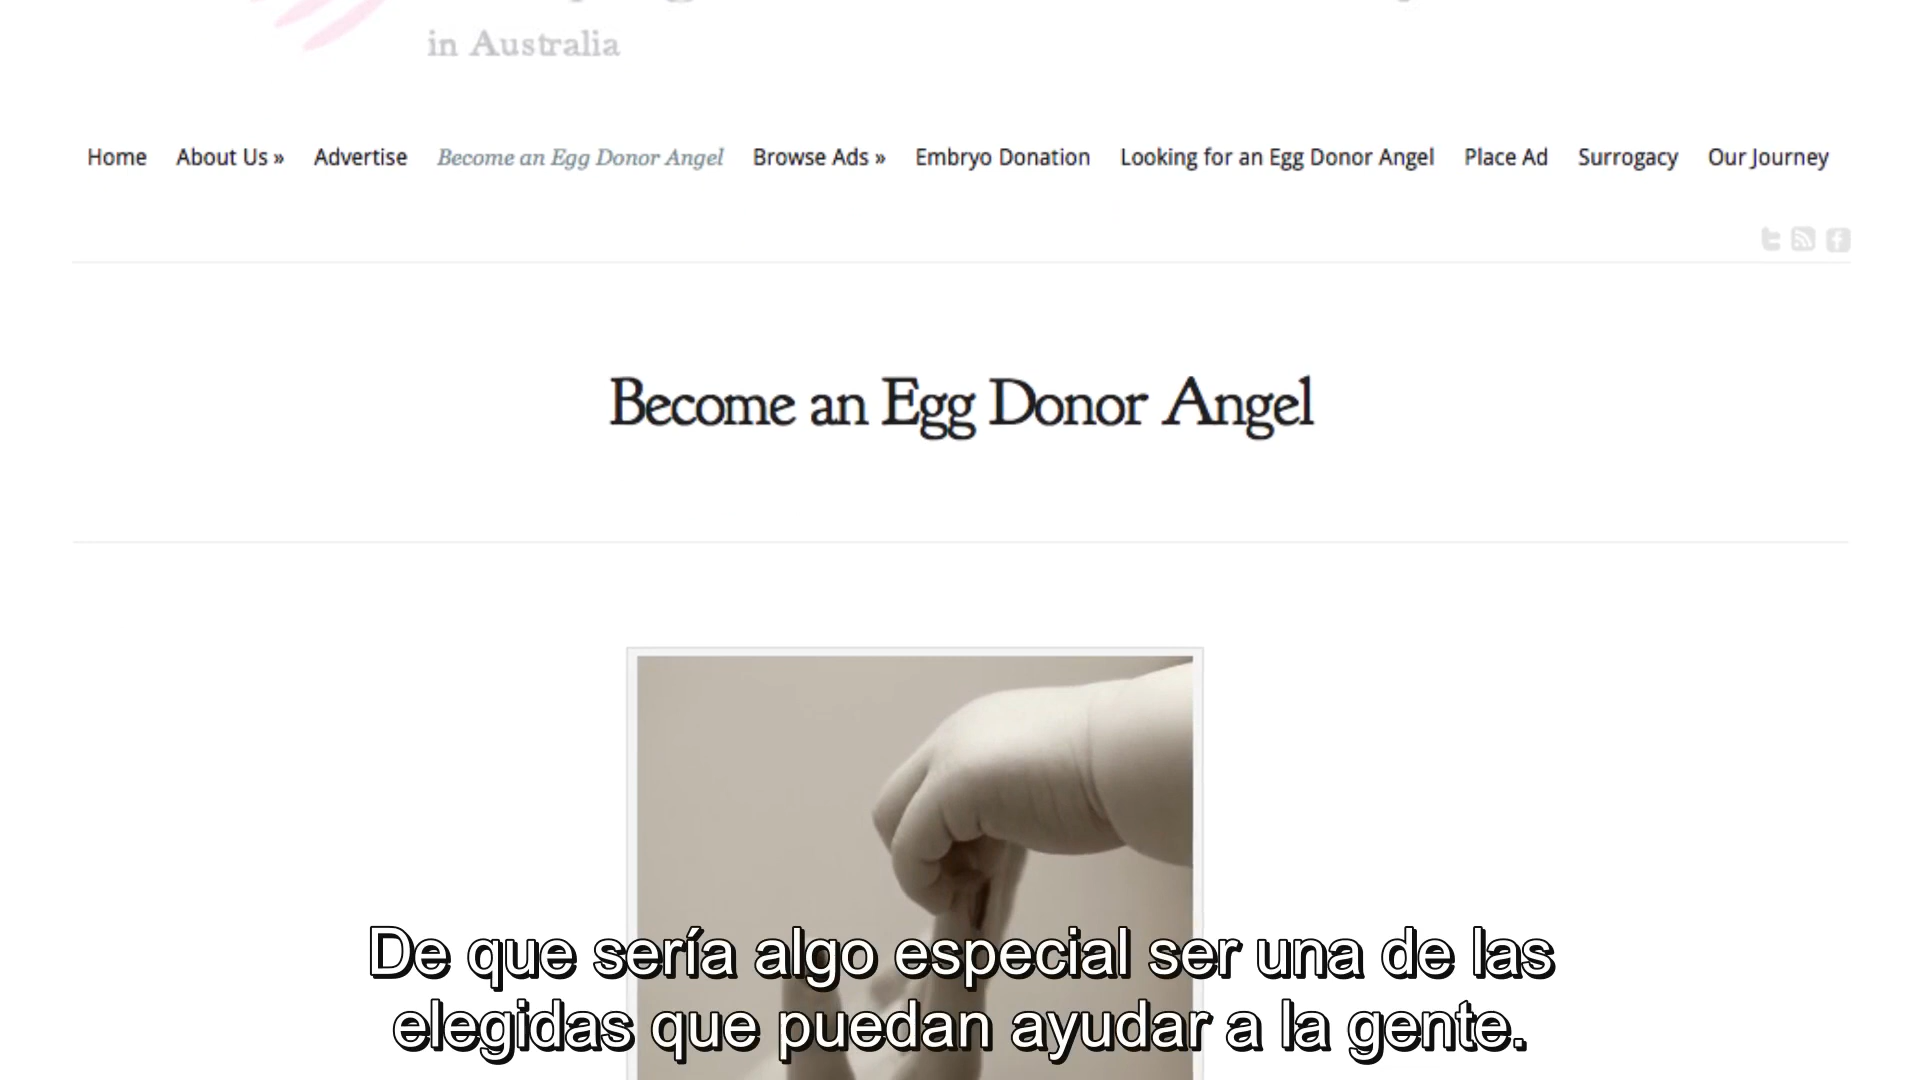 in Australia
Home About Us » Advertise Become an Egg Donor Angel Browse Ads » Embryo Donation Looking for an Egg Donor Angel Place Ad Surrogacy Our Journey
Become an Egg Donor Angel
De que sería algo especial ser una de las
elegidas que puedan ayudar a la gente.